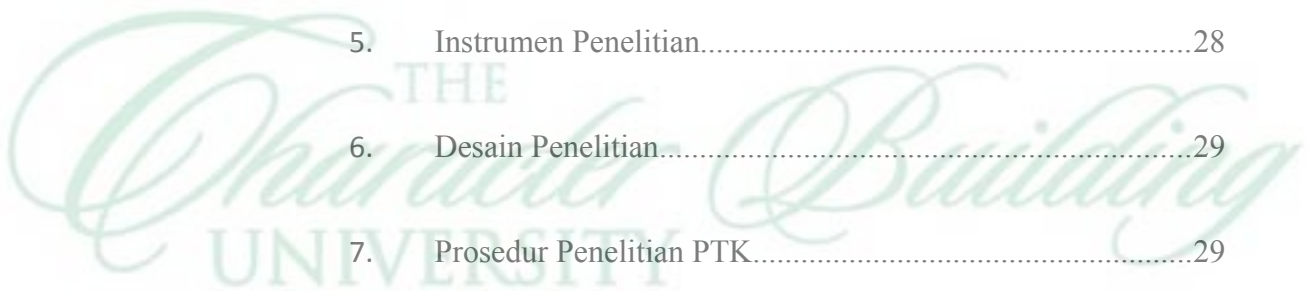 5. Instrumen Penelitian..........................................................28
THE
6. Desain Penelitian...............................................................29
Character Building
7. Prosedur Penelitian PTK....................................................29
UNIVERSITY